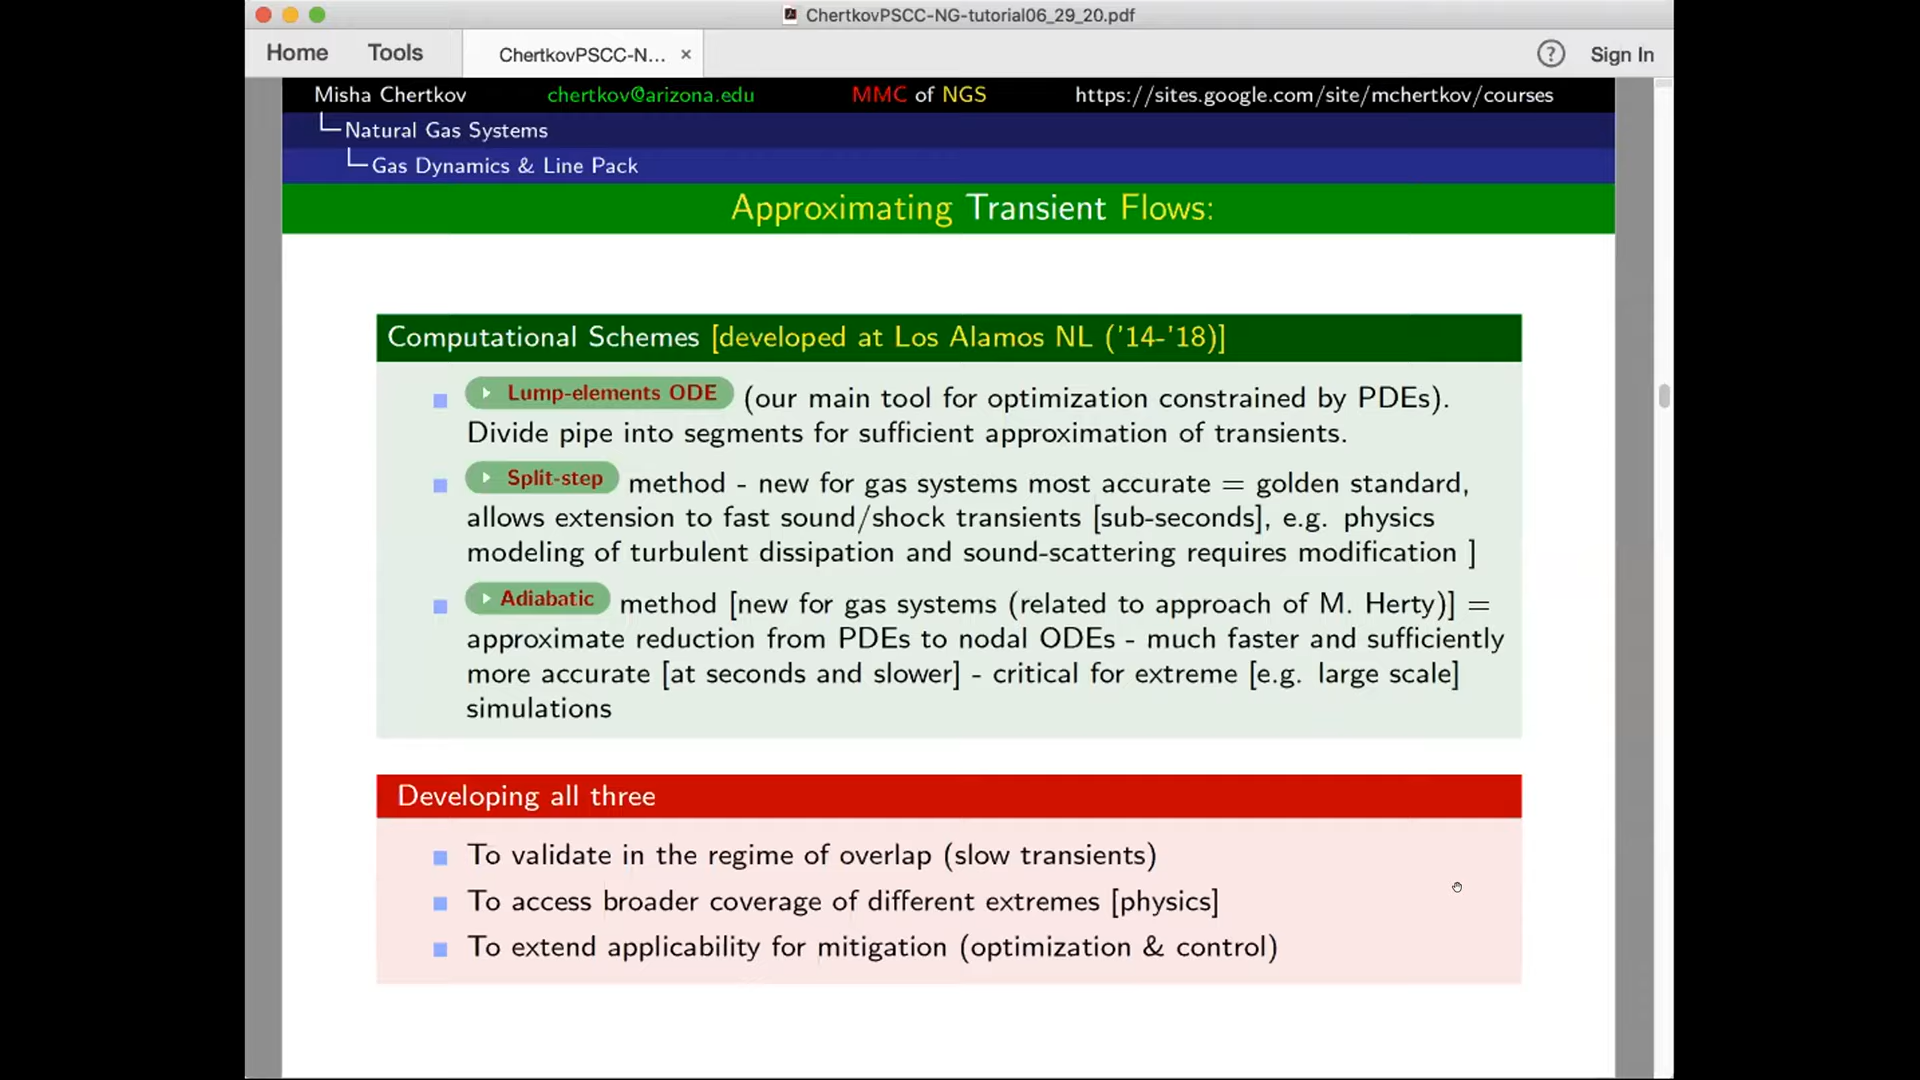 ChertkovPSCC-NG-tutorial06_29_20.pdf
Home Tools ChertkovPSCC-N... × ? Sign In
Misha Chertkov chertkov@arizona.edu MMC of NGS https://sites.google.com/site/mchertkov/courses
Natural Gas Systems
Gas Dynamics & Line Pack
Approximating Transient Flows:
Computational Schemes [developed at Los Alamos NL ('14-'18)]
Lump-elements ODE (our main tool for optimization constrained by PDEs).
Divide pipe into segments for sufficient approximation of transients.
Split-step method - new for gas systems most accurate = golden standard,
allows extension to fast sound/shock transients [sub-seconds], e.g. physics
modeling of turbulent dissipation and sound-scattering requires modification ]
Adiabatic method [new for gas systems (related to approach of M. Herty)] =
approximate reduction from PDEs to nodal ODEs - much faster and sufficiently
more accurate [at seconds and slower] - critical for extreme [e.g. large scale]
simulations
Developing all three
To validate in the regime of overlap (slow transients)
To access broader coverage of different extremes [physics]
To extend applicability for mitigation (optimization & control)